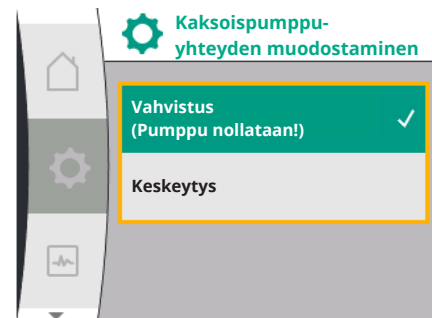 Kaksoispumppu-
yhteyden muodostaminen
Vahvistus
(Pumppu nollataan!)
Keskeytys